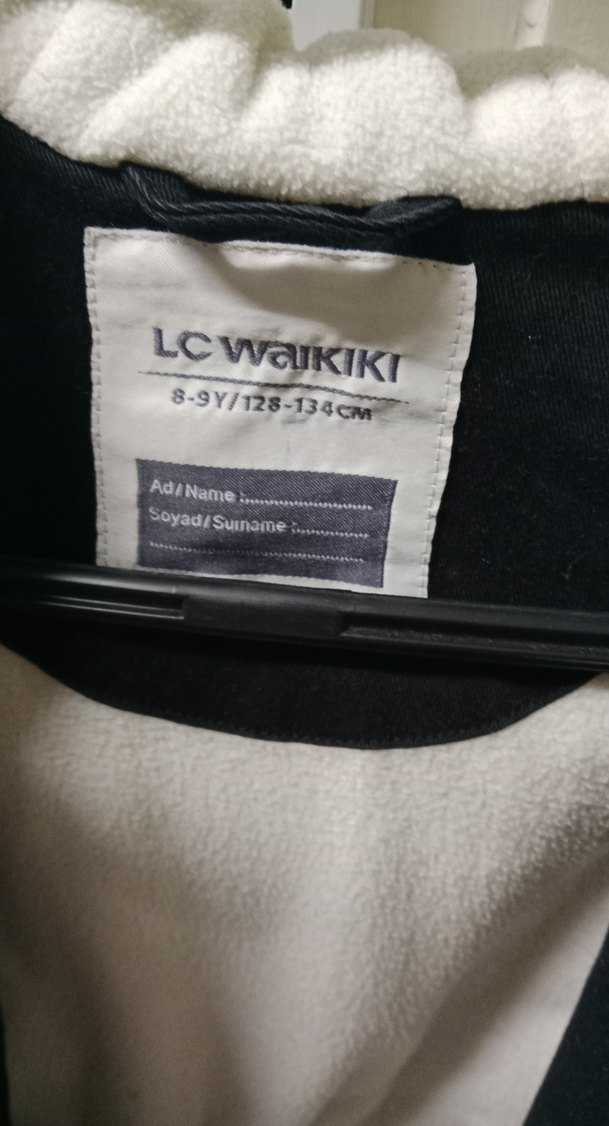 LC WAIKIKI
8-9Y/128-134CM
Ad/Name :......................
Soyad/Surname :.............
......................................